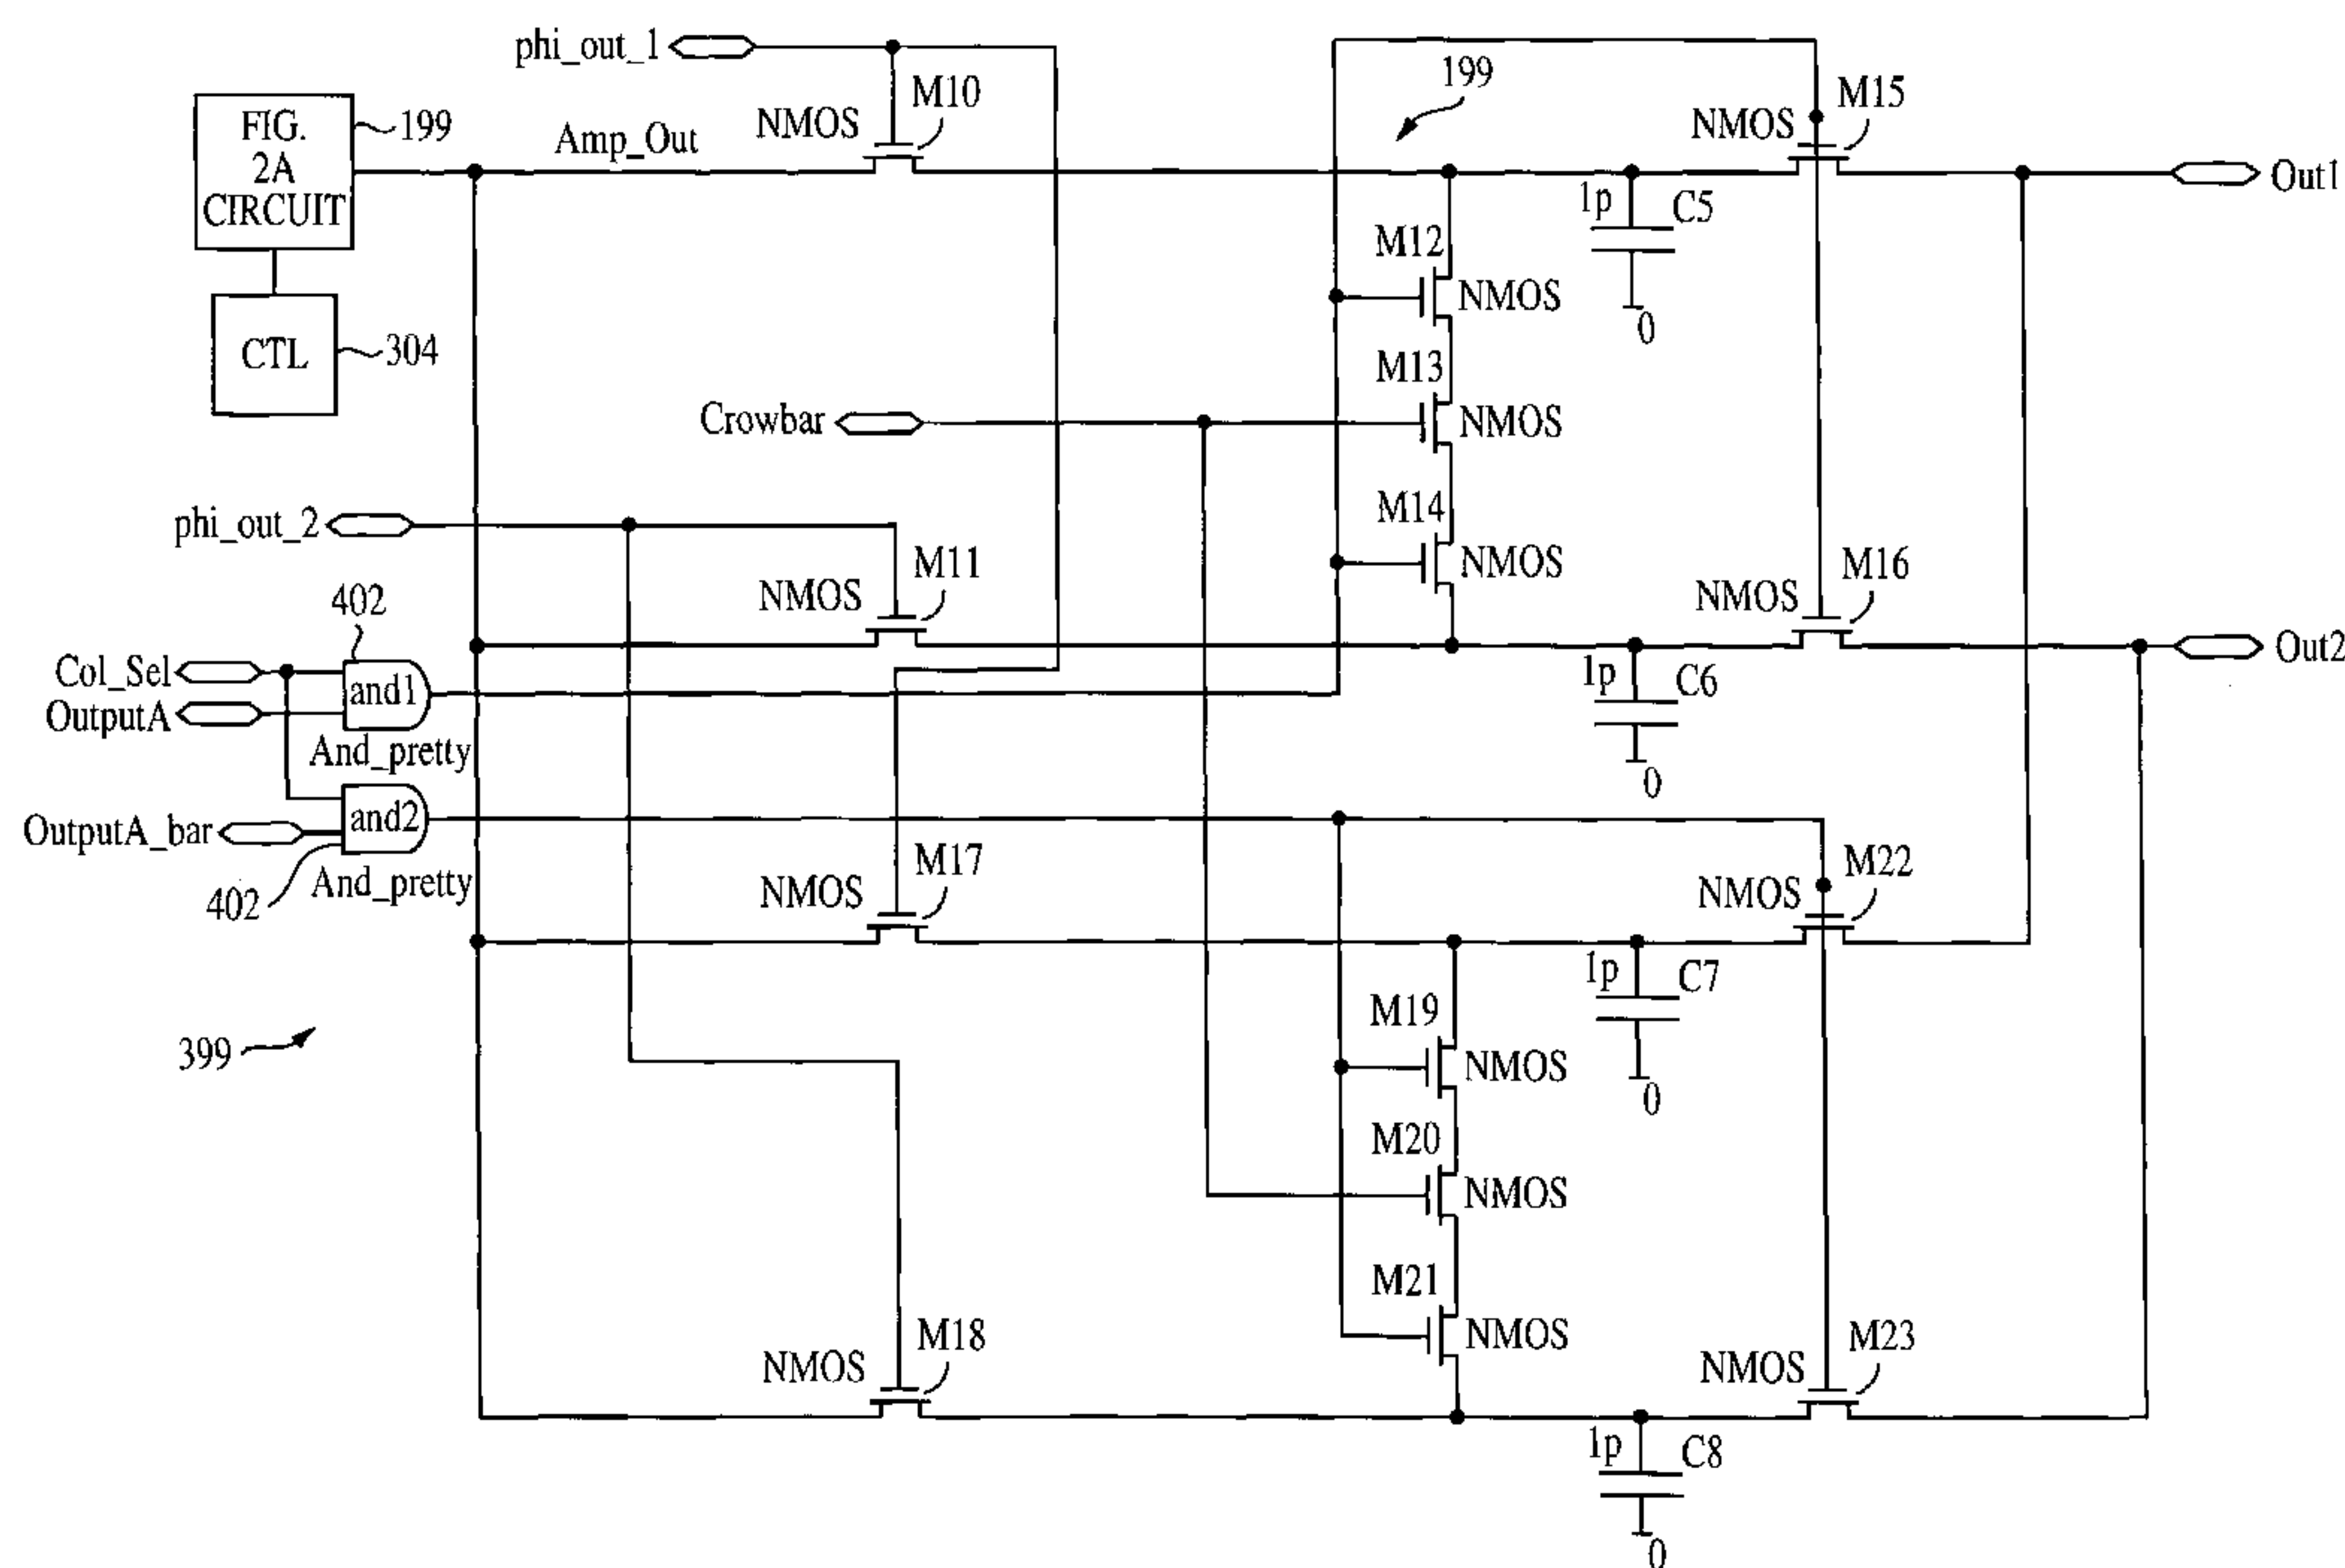 phi_out_1
FIG.
2A
CIRCUIT
199
Amp_Out
NMOS
M10
199
NMOS
M15
Out1
CTL
304
1p
C5
0
M12
NMOS
M13
NMOS
Crowbar
M14
NMOS
phi_out_2
NMOS
M11
NMOS
M16
Out2
402
Col_Sel
OutputA
and1
And_pretty
1p
C6
0
OutputA_bar
and2
And_pretty
402
NMOS
M17
NMOS
M22
1p
C7
0
399
M19
NMOS
M20
NMOS
M21
NMOS
NMOS
M18
NMOS
M23
1p
C8
0